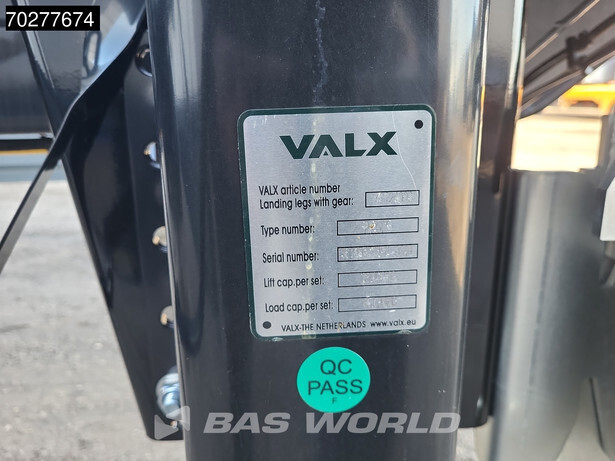 70277674
VALX
VALX article number
Landing legs with gear:
Type number:
Serial number:
Lift cap.per set:
Load cap.per set:
VALX-THE NETHERLANDS www.valx.eu
QC
PASS
F
BAS WORLD